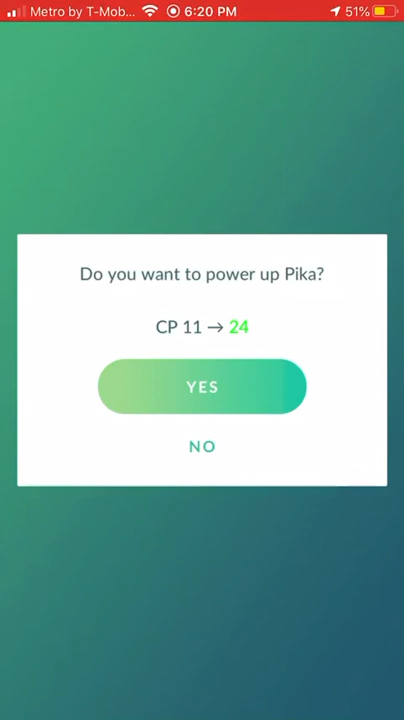 Metro by T-Mob... 6:20 PM 51%
Do you want to power up Pika?
CP 11 → 24
YES
NO